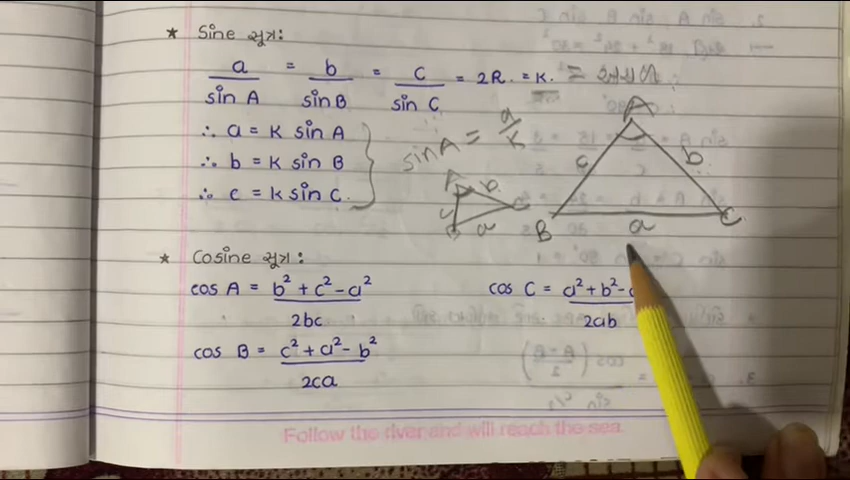 * Sine સૂત્ર:
a/sin A = b/sin B = c/sin C = 2R = K. = અચળ
∴ a = K sin A
∴ b = K sin B
∴ c = K sin C.
sin A = a/K
A
b
c
C
B
a
A
c
b
B
C
a
* Cosine સૂત્ર:
cos A = b² + c² - a² / 2bc
cos C = a² + b² - / 2ab
cos B = c² + a² - b² / 2ca
Follow the river and will reach the sea